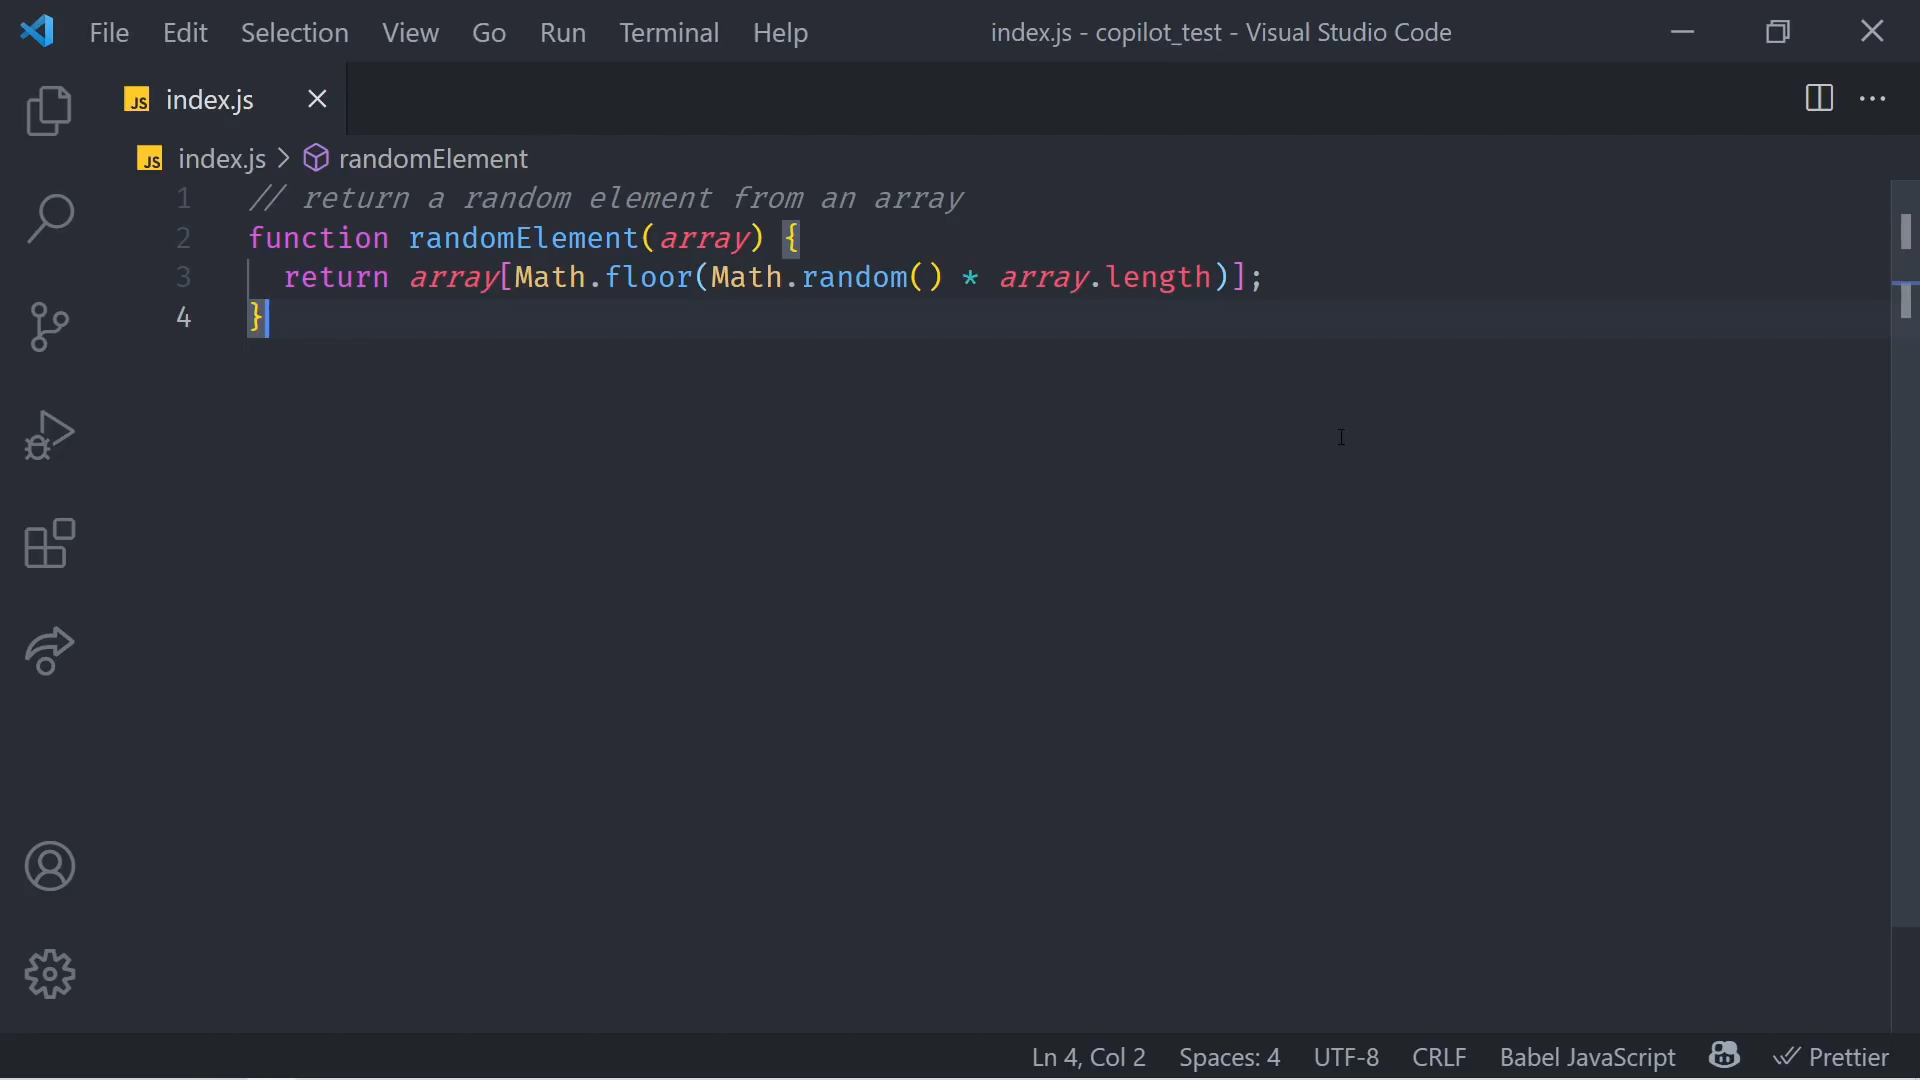 File Edit Selection View Go Run Terminal Help index.js - copilot_test - Visual Studio Code
JS index.js
JS index.js > randomElement
1 // return a random element from an array
2 function randomElement(array) {
3 return array[Math.floor(Math.random() * array.length)];
4 }
Ln 4, Col 2 Spaces: 4 UTF-8 CRLF Babel JavaScript Prettier